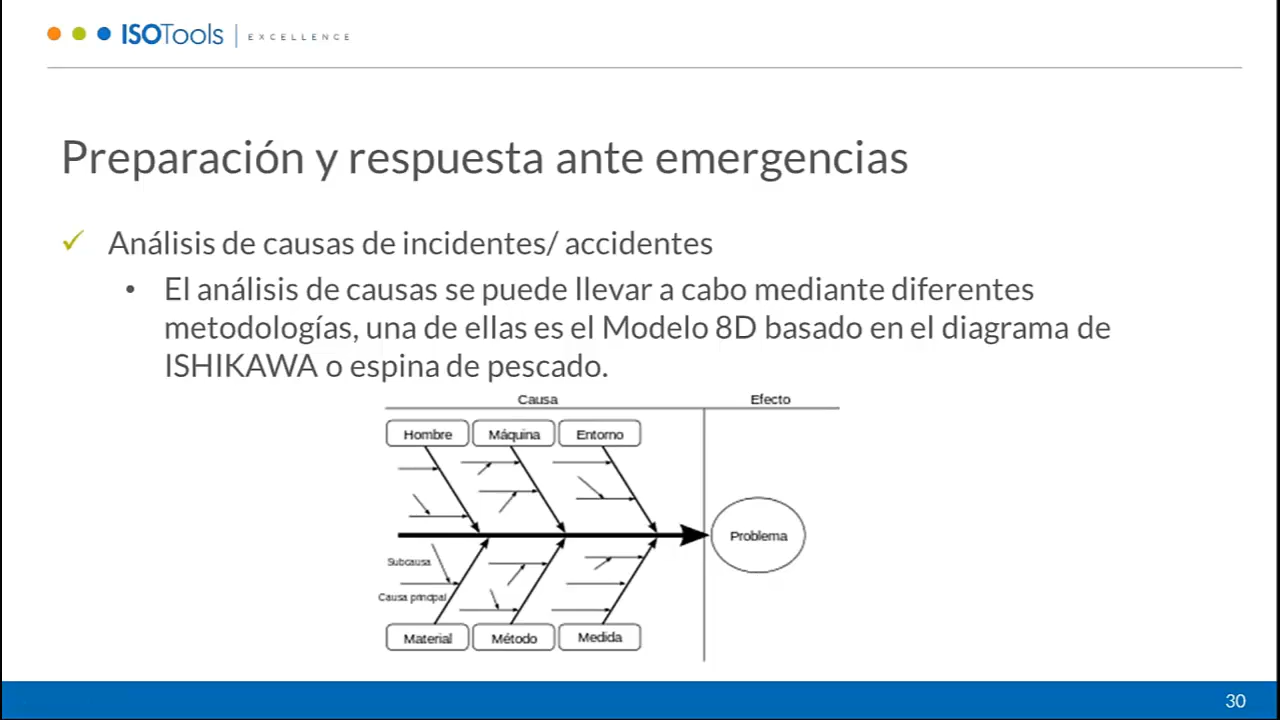 ISOTools | EXCELLENCE
Preparación y respuesta ante emergencias
✓ Análisis de causas de incidentes/ accidentes
• El análisis de causas se puede llevar a cabo mediante diferentes
metodologías, una de ellas es el Modelo 8D basado en el diagrama de
ISHIKAWA o espina de pescado.
Causa Efecto
Hombre Máquina Entorno
Problema
Subcausa
Causa principal
Material Método Medida
30